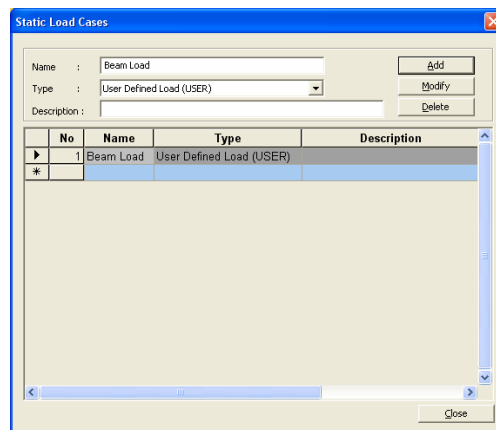 Static Load Cases
Name : Beam Load Add
Type : User Defined Load (USER) Modify
Description : Delete
No Name Type Description
1 Beam Load User Defined Load (USER)
Close